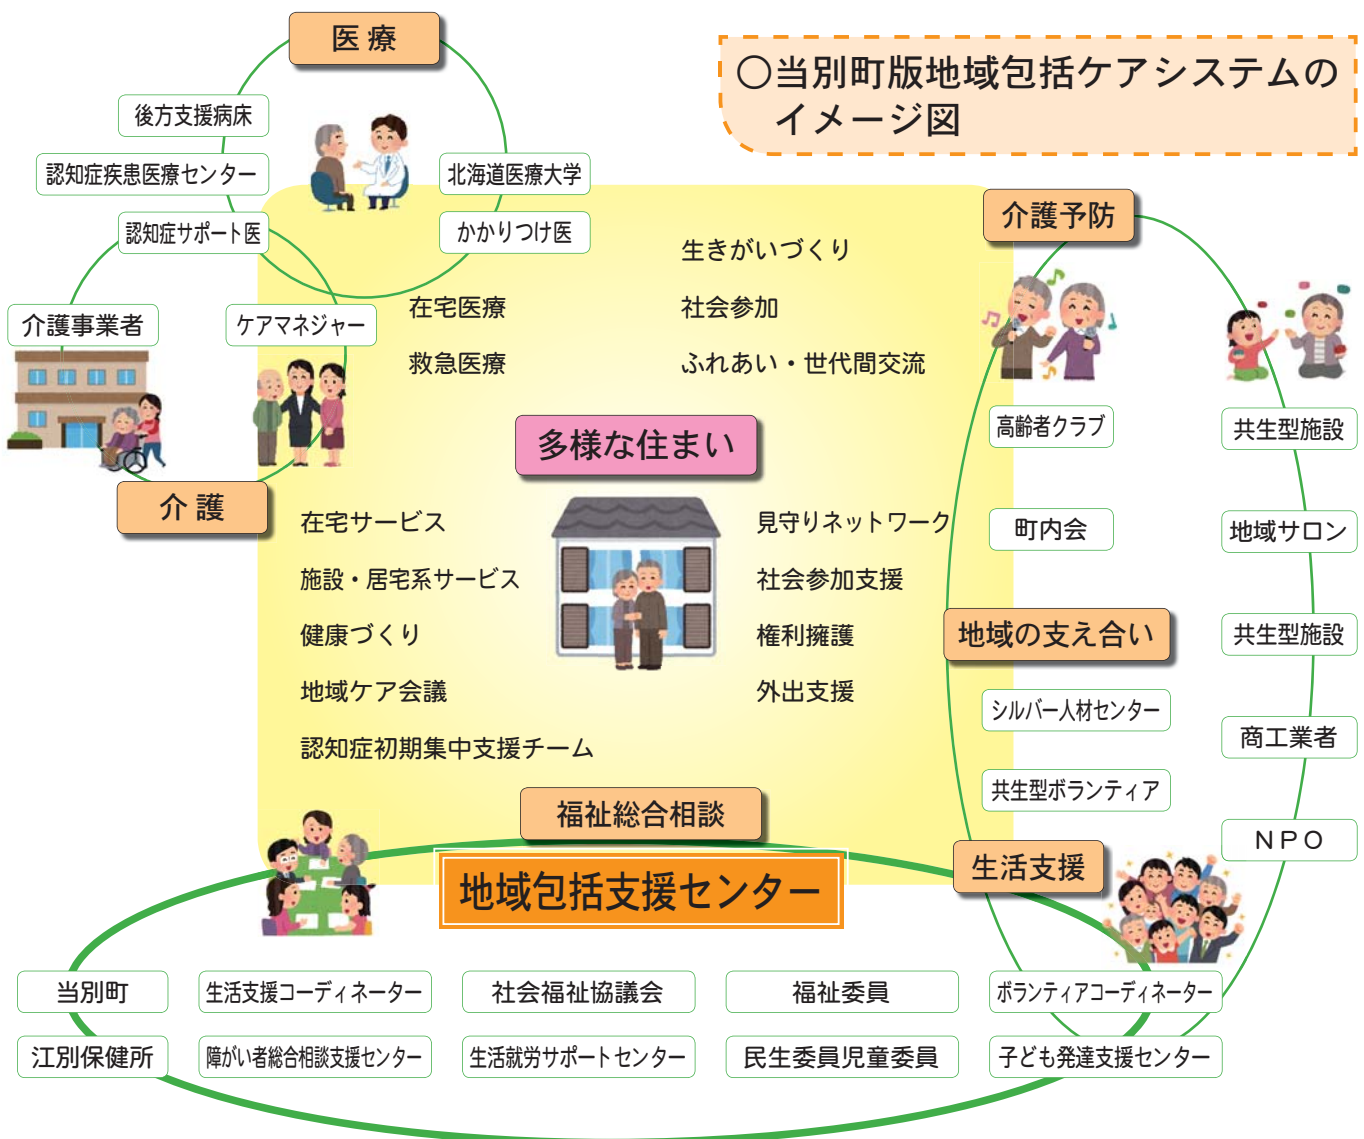 ○当別町版地域包括ケアシステムの
イメージ図
医療
後方支援病床
認知症疾患医療センター
認知症サポート医
北海道医療大学
かかりつけ医
介護事業者
ケアマネジャー
介護
在宅医療
救急医療
生きがいづくり
社会参加
ふれあい・世代間交流
多様な住まい
在宅サービス
施設・居宅系サービス
健康づくり
地域ケア会議
認知症初期集中支援チーム
見守りネットワーク
社会参加支援
権利擁護
外出支援
介護予防
高齢者クラブ
町内会
地域の支え合い
シルバー人材センター
共生型ボランティア
生活支援
共生型施設
地域サロン
共生型施設
商工業者
NPO
福祉総合相談
地域包括支援センター
当別町
生活支援コーディネーター
社会福祉協議会
福祉委員
ボランティアコーディネーター
江別保健所
障がい者総合相談支援センター
生活就労サポートセンター
民生委員児童委員
子ども発達支援センター